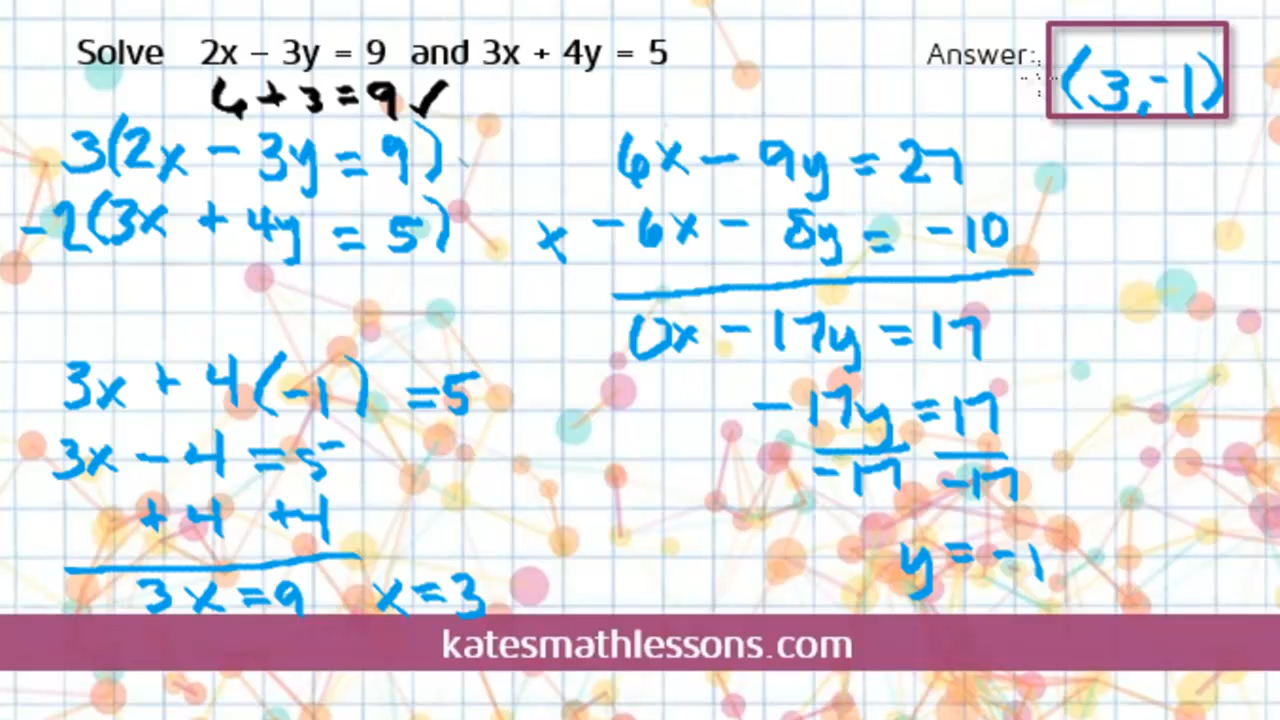 Solve 2x − 3y = 9 and 3x + 4y = 5
Answer:
(3,-1)
6 + 3 = 9 ✓
3(2x - 3y = 9)
-2(3x + 4y = 5)
6x - 9y = 27
x -6x - 8y = -10
0x - 17y = 17
-17y = 17
-17 -17
y = -1
3x + 4(-1) = 5
3x - 4 = 5
+4 +4
3x = 9 x = 3
katesmathlessons.com